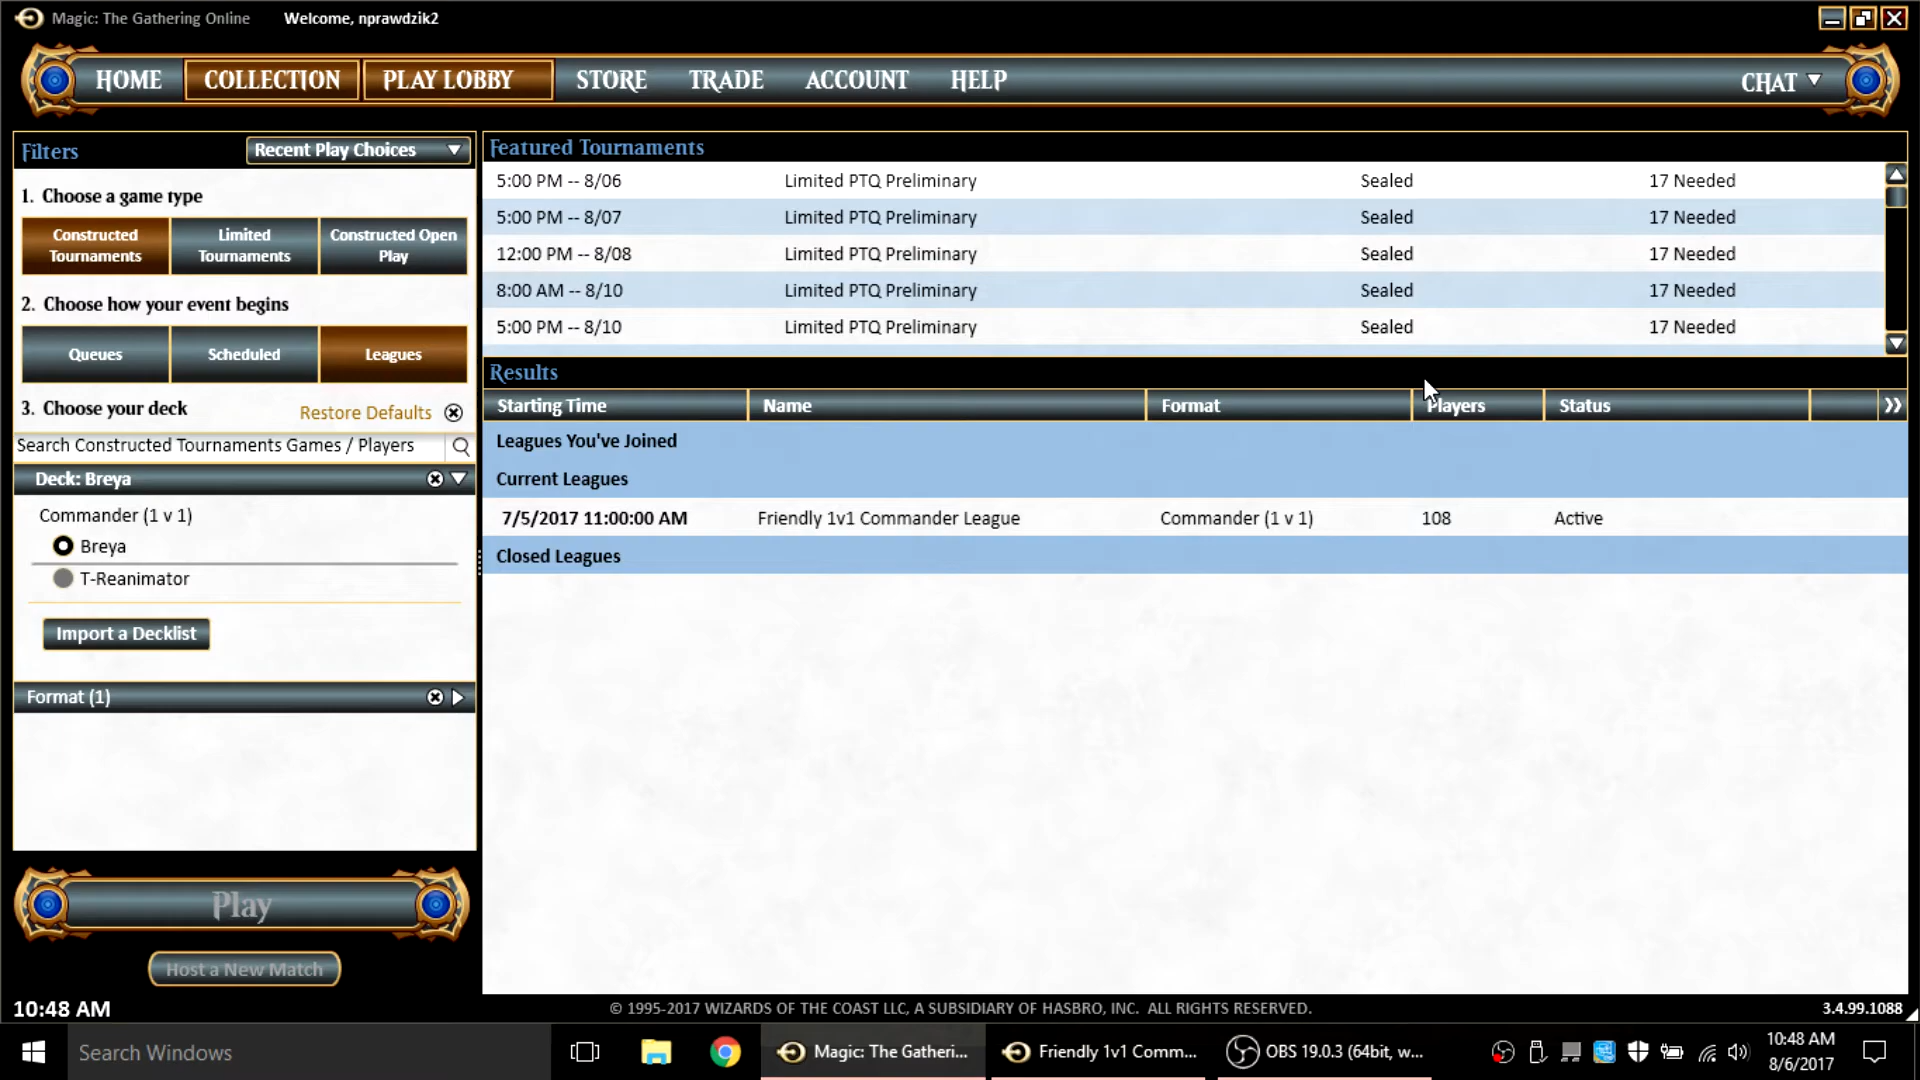 Magic: The Gathering Online Welcome, nprawdzik2
HOME COLLECTION PLAY LOBBY STORE TRADE ACCOUNT HELP CHAT
Filters Recent Play Choices
1. Choose a game type
Constructed Tournaments Limited Tournaments Constructed Open Play
2. Choose how your event begins
Queues Scheduled Leagues
3. Choose your deck Restore Defaults
Search Constructed Tournaments Games / Players
Deck: Breya
Commander (1 v 1)
Breya
T-Reanimator
Import a Decklist
Format (1)
Play
Host a New Match
10:48 AM
Featured Tournaments
5:00 PM -- 8/06 Limited PTQ Preliminary Sealed 17 Needed
5:00 PM -- 8/07 Limited PTQ Preliminary Sealed 17 Needed
12:00 PM -- 8/08 Limited PTQ Preliminary Sealed 17 Needed
8:00 AM -- 8/10 Limited PTQ Preliminary Sealed 17 Needed
5:00 PM -- 8/10 Limited PTQ Preliminary Sealed 17 Needed
Results
Starting Time Name Format Players Status
Leagues You've Joined
Current Leagues
7/5/2017 11:00:00 AM Friendly 1v1 Commander League Commander (1 v 1) 108 Active
Closed Leagues
© 1995-2017 WIZARDS OF THE COAST LLC, A SUBSIDIARY OF HASBRO, INC. ALL RIGHTS RESERVED.
3.4.99.1088
Search Windows
Magic: The Gatheri...
Friendly 1v1 Comm...
OBS 19.0.3 (64bit, w...
10:48 AM
8/6/2017